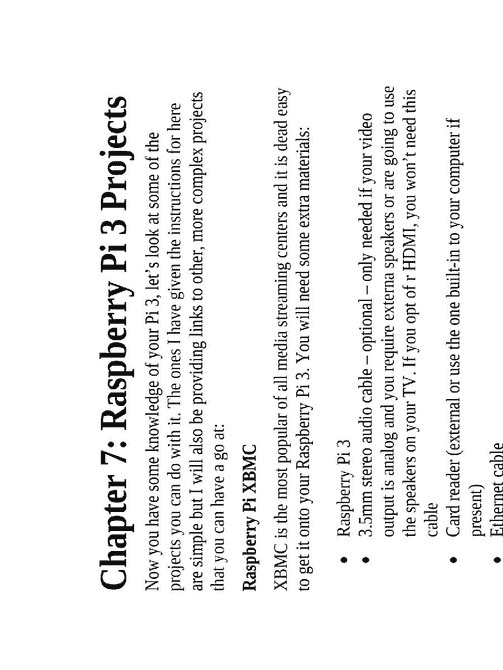 Chapter 7: Raspberry Pi 3 Projects
Now you have some knowledge of your Pi 3, let's look at some of the
projects you can do with it. The ones I have given the instructions for here
are simple but I will also be providing links to other, more complex projects
that you can have a go at:
Raspberry Pi XBMC
XBMC is the most popular of all media streaming centers and it is dead easy
to get it onto your Raspberry Pi 3. You will need some extra materials:
• Raspberry Pi 3
• 3.5mm stereo audio cable – optional – only needed if your video
output is analog and you require externa speakers or are going to use
the speakers on your TV. If you opt of r HDMI, you won't need this
cable
• Card reader (external or use the one built-in to your computer if
present)
• Ethernet cable